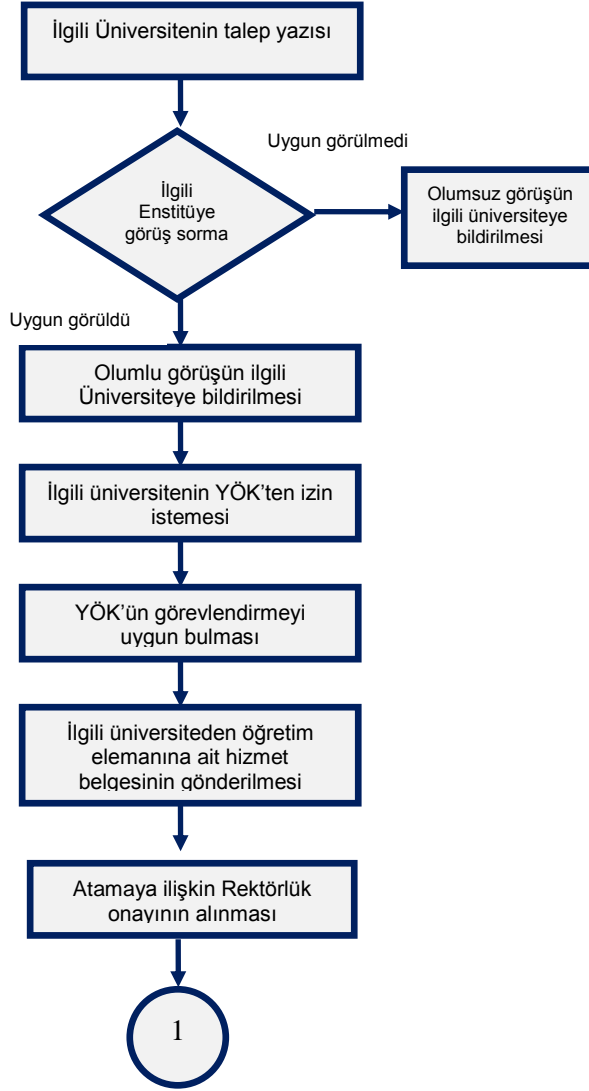 İlgili Üniversitenin talep yazısı
Uygun görülmedi
İlgili
Enstitüye
görüş sorma
Olumsuz görüşün
ilgili üniversiteye
bildirilmesi
Uygun görüldü
Olumlu görüşün ilgili
Üniversiteye bildirilmesi
İlgili üniversitenin YÖK’ten izin
istemesi
YÖK’ün görevlendirmeyi
uygun bulması
İlgili üniversiteden öğretim
elemanına ait hizmet
belgesinin gönderilmesi
Atamaya ilişkin Rektörlük
onayının alınması
1